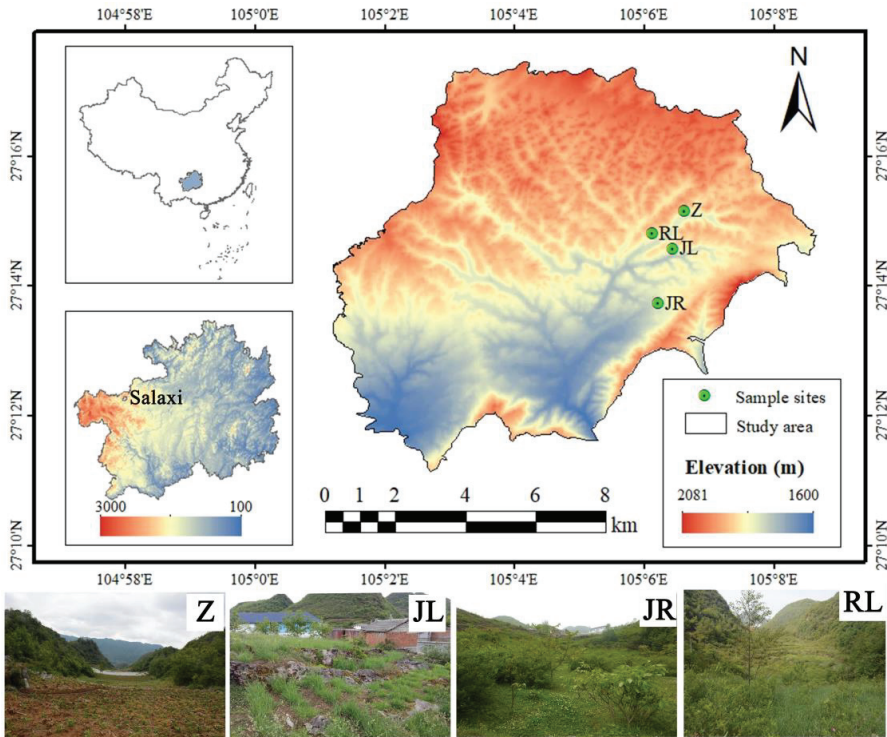 104°58'E 105°0'E 105°2'E 105°4'E 105°6'E 105°8'E
27°16'N
27°14'N
27°12'N
27°10'N
27°16'N
27°14'N
27°12'N
27°10'N
N
Z
RL
JL
JR
Salaxi
3000 100
Sample sites
Study area
Elevation (m)
2081 1600
0 1 2 4 6 8
km
104°58'E 105°0'E 105°2'E 105°4'E 105°6'E 105°8'E
Z
JL
JR
RL